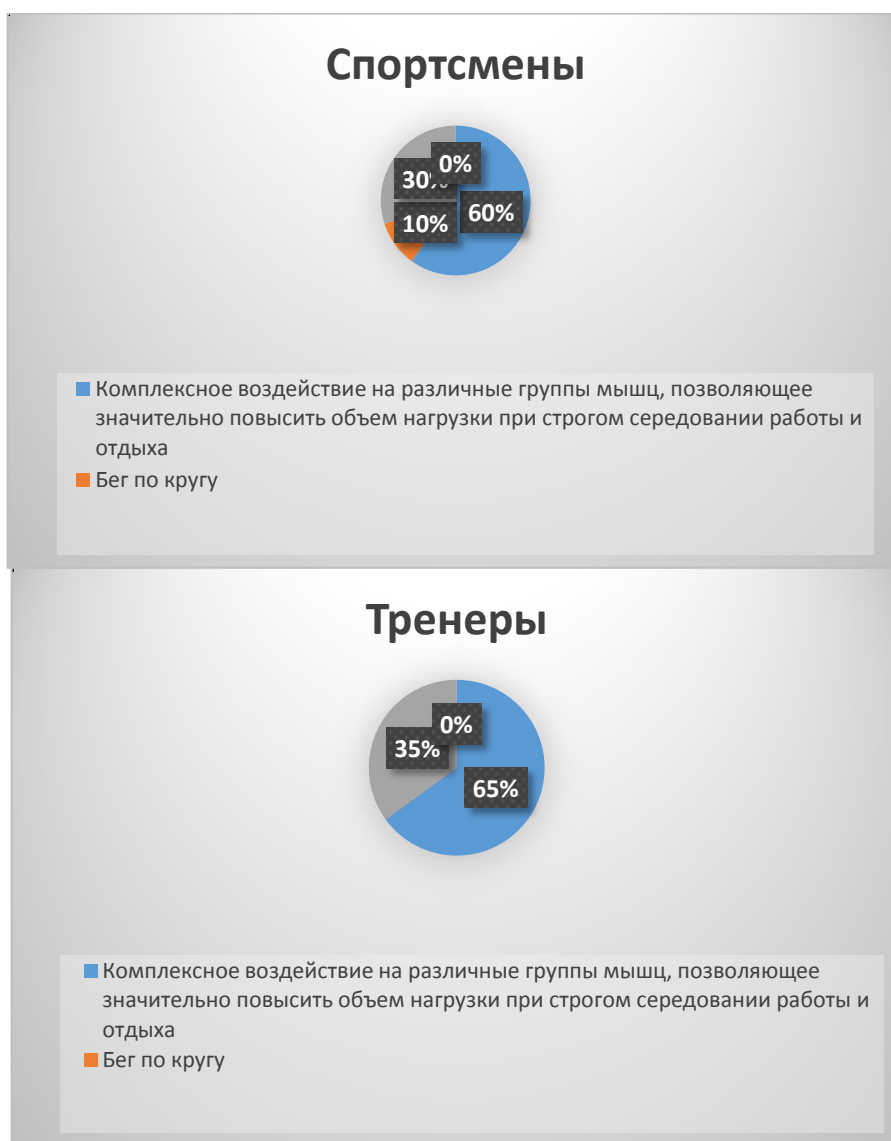 Спортсмены
0%
30%
10%
60%
Комплексное воздействие на различные группы мышц, позволяющее
значительно повысить объем нагрузки при строгом середовании работы и
отдыха
Бег по кругу
Тренеры
0%
35%
65%
Комплексное воздействие на различные группы мышц, позволяющее
значительно повысить объем нагрузки при строгом середовании работы и
отдыха
Бег по кругу